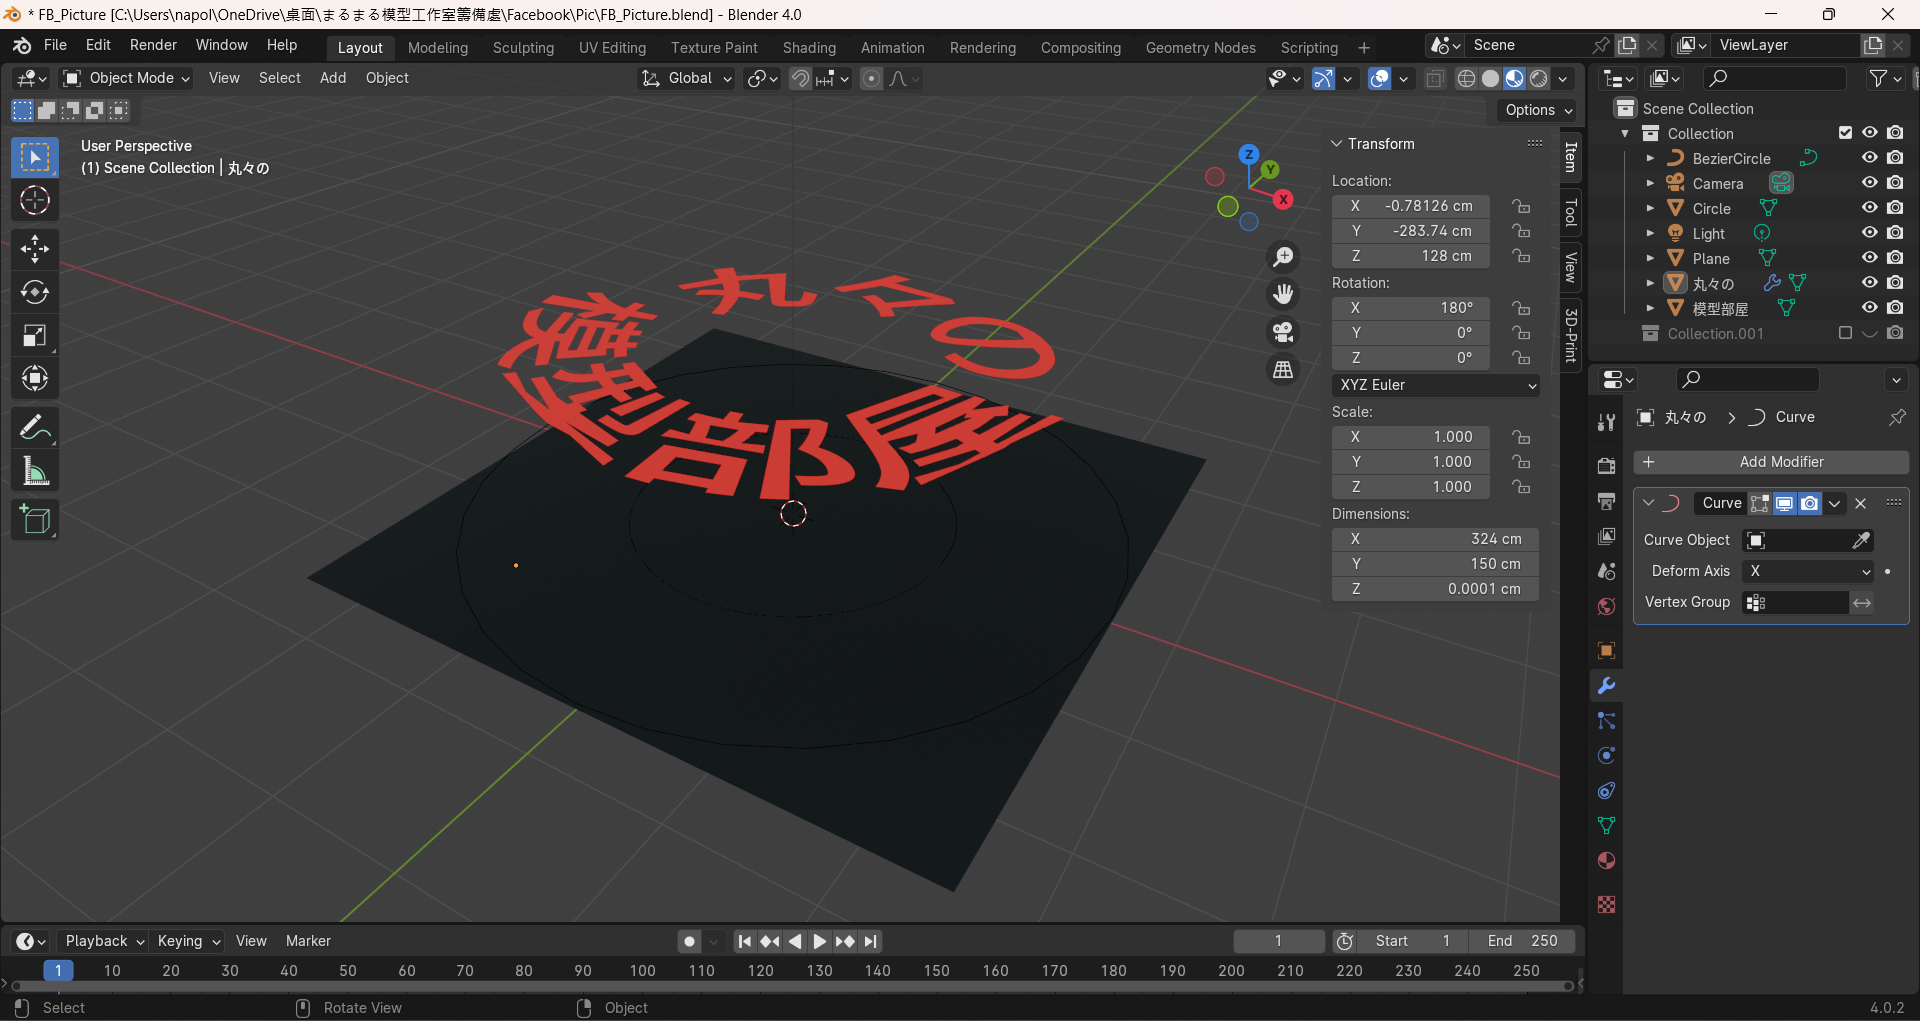 * FB_Picture [C:\Users\napol\OneDrive\桌面\まるまる模型工作室籌備處\Facebook\Pic\FB_Picture.blend] - Blender 4.0
File Edit Render Window Help Layout Modeling Sculpting UV Editing Texture Paint Shading Animation Rendering Compositing Geometry Nodes Scripting + Scene ViewLayer
Object Mode View Select Add Object Global
Options
User Perspective
(1) Scene Collection | 丸々の
Z
Y
X
丸々の
模型部屋
Transform
Location:
X -0.78126 cm
Y -283.74 cm
Z 128 cm
Rotation:
X 180°
Y 0°
Z 0°
XYZ Euler
Scale:
X 1.000
Y 1.000
Z 1.000
Dimensions:
X 324 cm
Y 150 cm
Z 0.0001 cm
Item
Tool
View
3D-Print
Scene Collection
Collection
BezierCircle
Camera
Circle
Light
Plane
丸々の
模型部屋
Collection.001
丸々の Curve
+ Add Modifier
Curve
Curve Object
Deform Axis X
Vertex Group
Playback Keying View Marker 1 Start 1 End 250
1 10 20 30 40 50 60 70 80 90 100 110 120 130 140 150 160 170 180 190 200 210 220 230 240 250
Select Rotate View Object 4.0.2